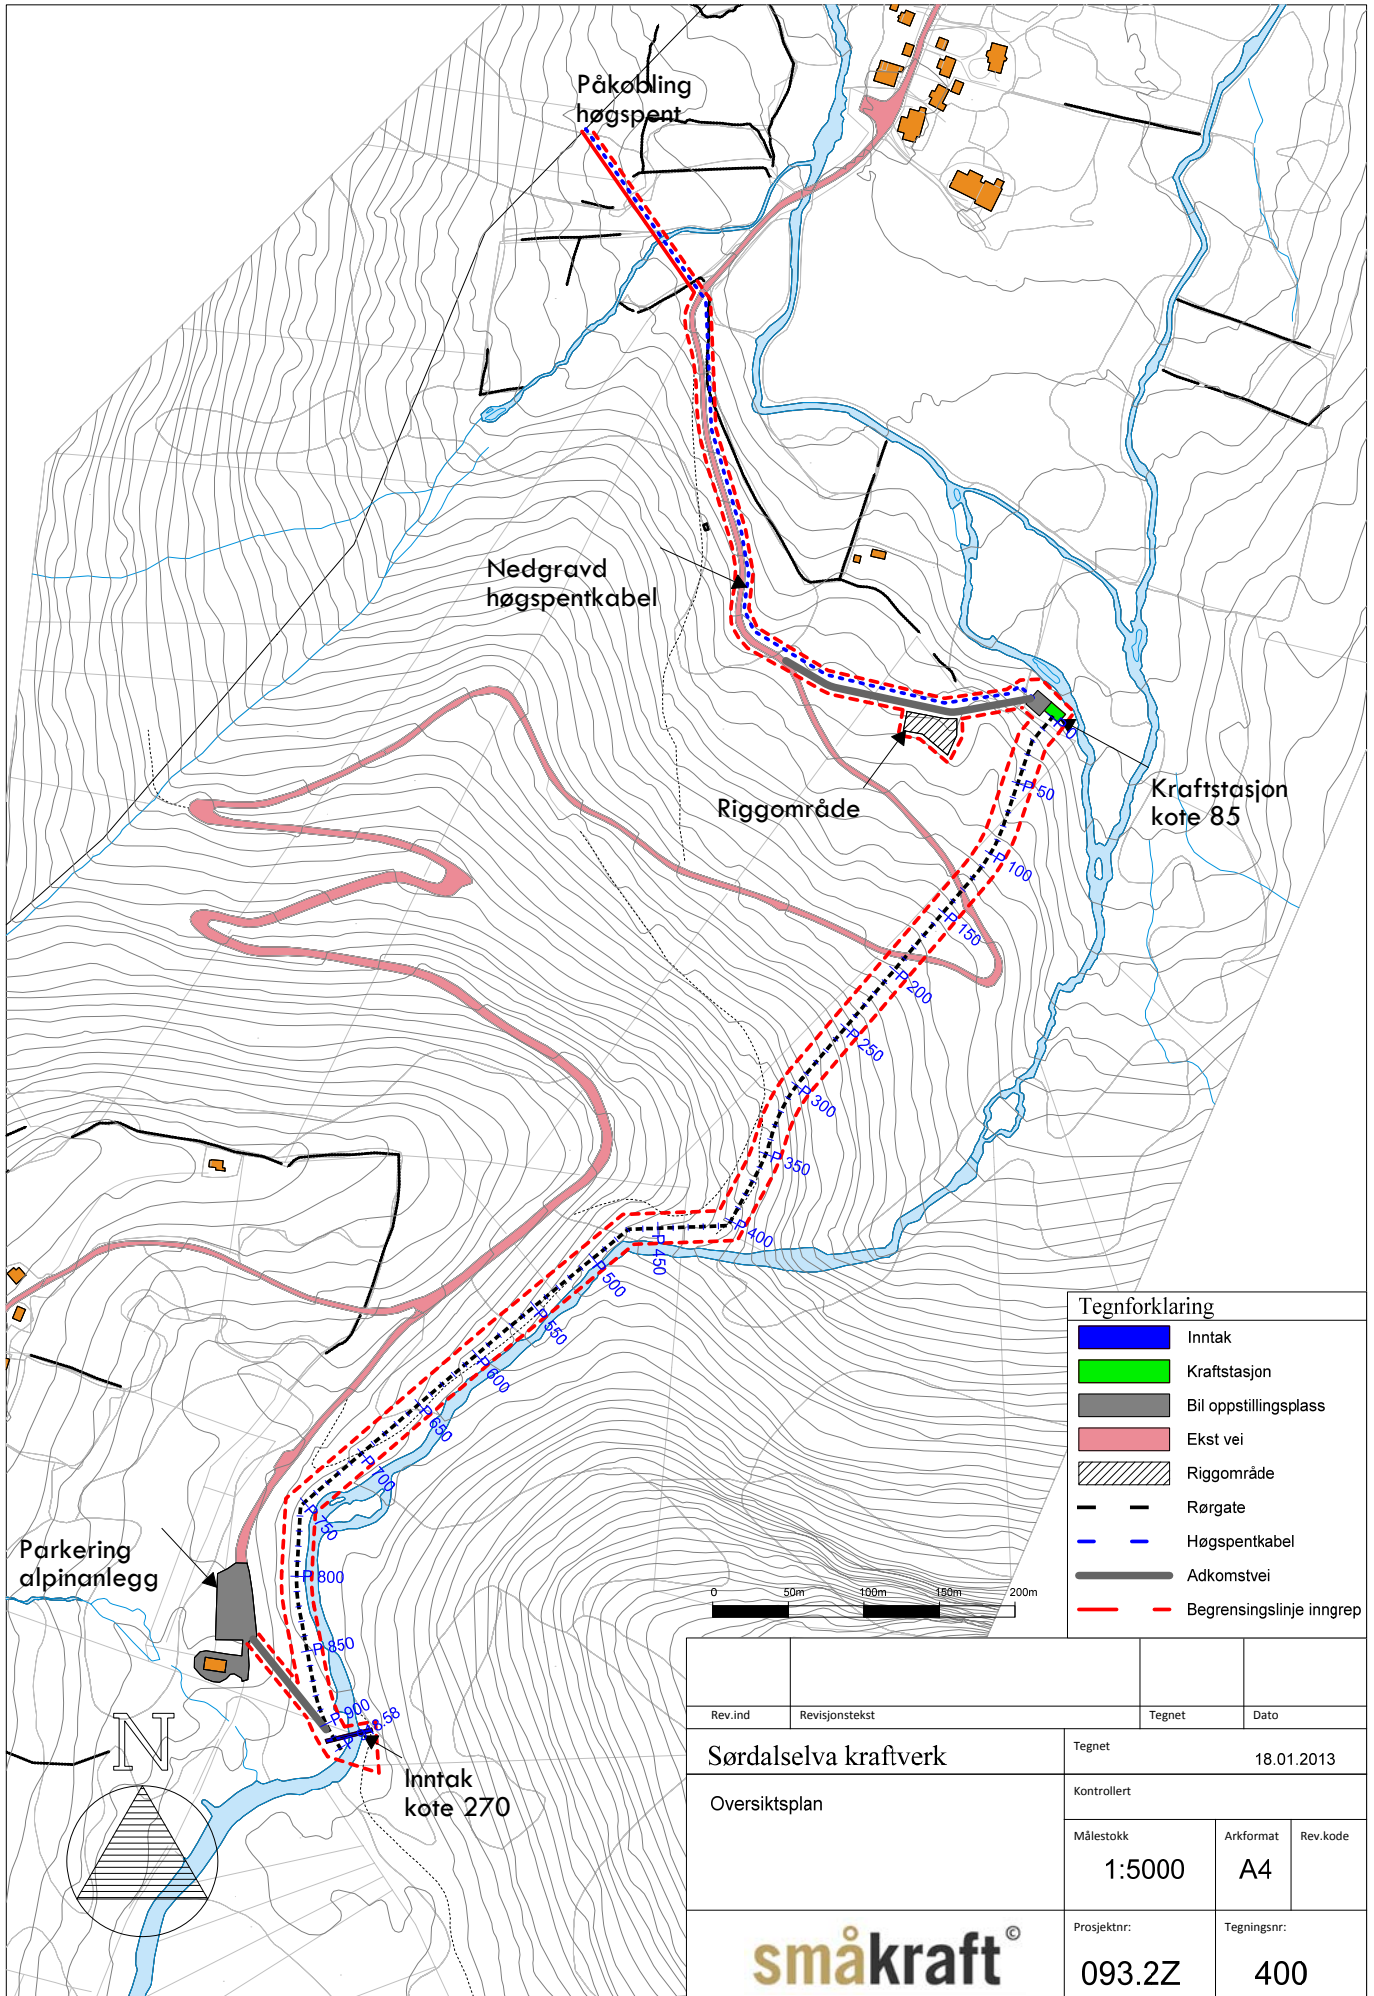 Påkobling
høgspent
Nedgravd
høgspentkabel
Riggområde
Kraftstasjon
kote 85
P 0
P 50
P 100
P 150
P 200
P 250
P 300
P 350
P 400
P 450
P 500
P 550
P 600
P 650
P 700
P 750
P 800
P 850
P 900
Parkering
alpinanlegg
Inntak
kote 270
N
Tegnforklaring
Inntak
Kraftstasjon
Bil oppstillingsplass
Ekst vei
Riggområde
Rørgate
Høgspentkabel
Adkomstvei
Begrensingslinje inngrep
0 50m 100m 150m 200m
Rev.ind Revisjonstekst Tegnet Dato
Sørdalselva kraftverk
Tegnet
18.01.2013
Oversiktsplan
Kontrollert
Målestokk Arkformat Rev.kode
1:5000 A4
Prosjektnr: Tegningsnr:
093.2Z 400
småkraft©